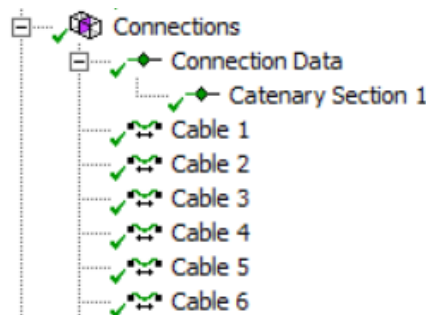 Connections
Connection Data
Catenary Section 1
Cable 1
Cable 2
Cable 3
Cable 4
Cable 5
Cable 6